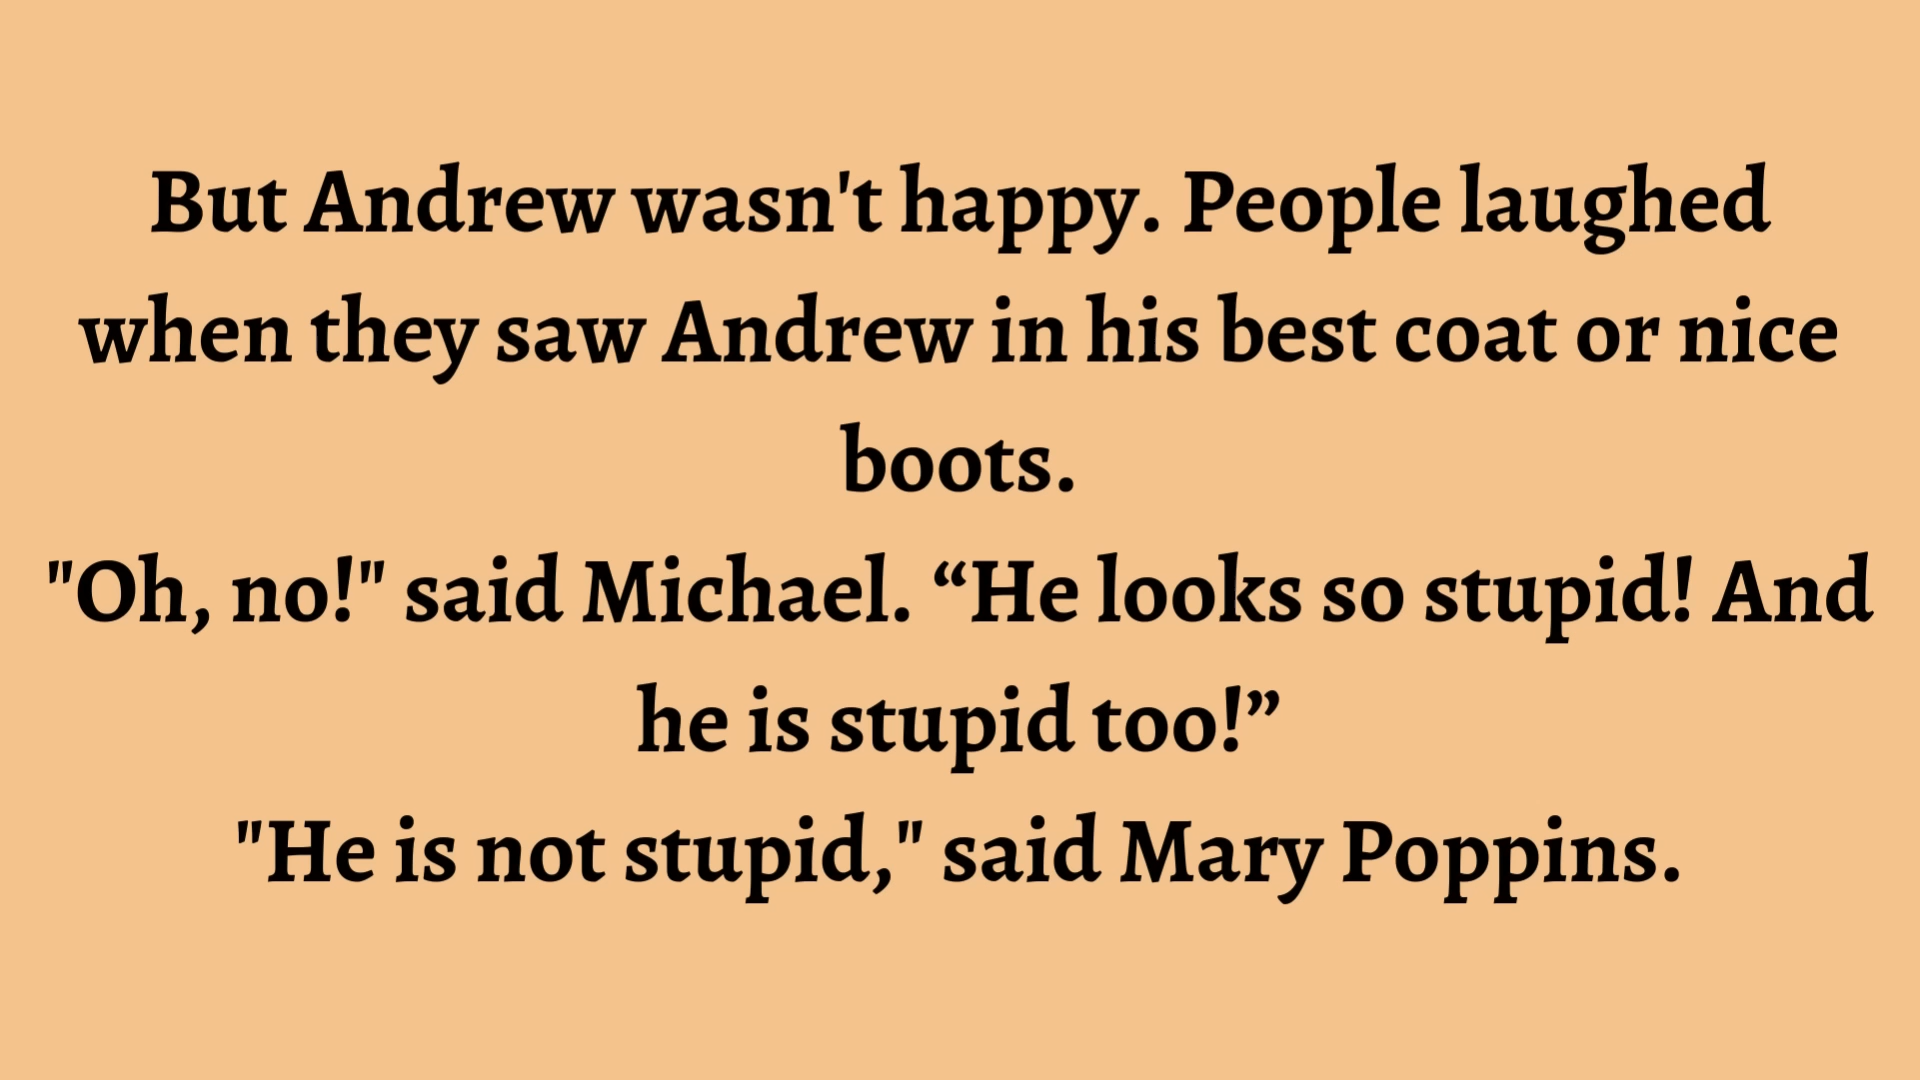 But Andrew wasn't happy. People laughed
when they saw Andrew in his best coat or nice
boots.
"Oh, no!" said Michael. “He looks so stupid! And
he is stupid too!”
"He is not stupid," said Mary Poppins.